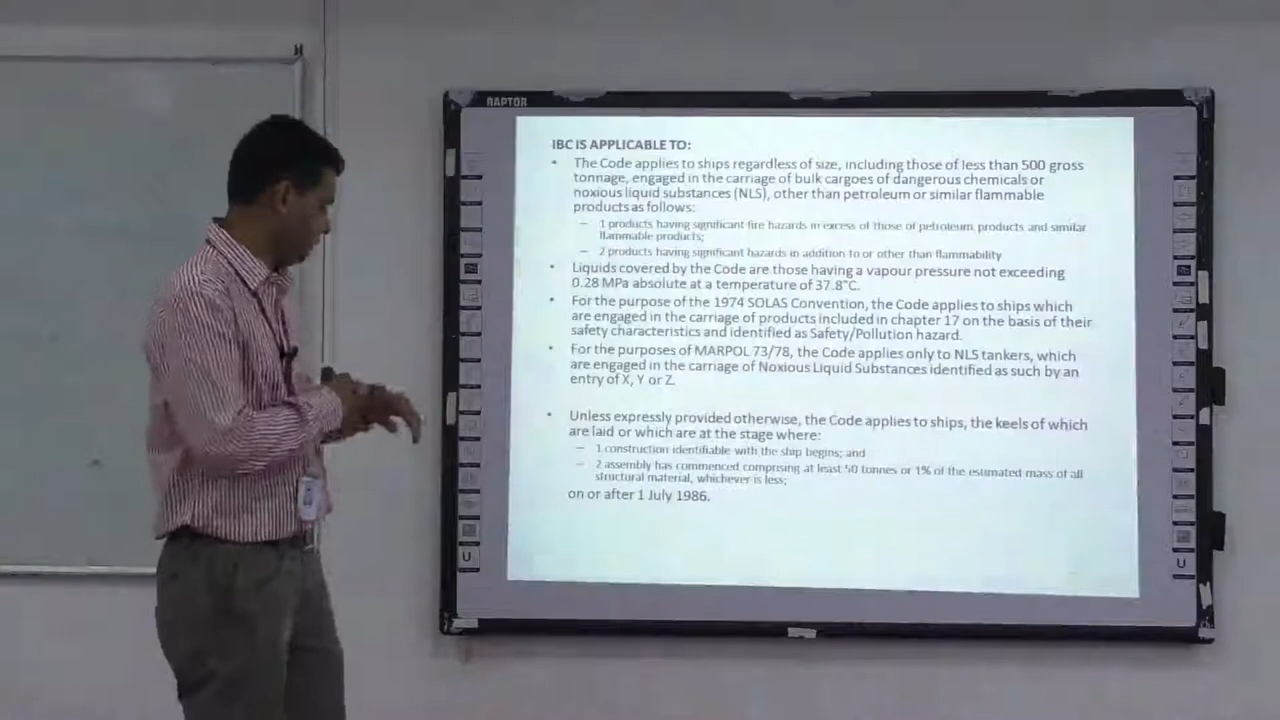 RAPTOR
IBC IS APPLICABLE TO:
• The Code applies to ships regardless of size, including those of less than 500 gross
tonnage, engaged in the carriage of bulk cargoes of dangerous chemicals or
noxious liquid substances (NLS), other than petroleum or similar flammable
products as follows:
– 1 products having significant fire hazards in excess of those of petroleum products and similar
flammable products;
– 2 products having significant hazards in addition to or other than flammability
• Liquids covered by the Code are those having a vapour pressure not exceeding
0.28 MPa absolute at a temperature of 37.8°C.
• For the purpose of the 1974 SOLAS Convention, the Code applies to ships which
are engaged in the carriage of products included in chapter 17 on the basis of their
safety characteristics and identified as Safety/Pollution hazard.
• For the purposes of MARPOL 73/78, the Code applies only to NLS tankers, which
are engaged in the carriage of Noxious Liquid Substances identified as such by an
entry of X, Y or Z.
• Unless expressly provided otherwise, the Code applies to ships, the keels of which
are laid or which are at the stage where:
– 1 construction identifiable with the ship begins; and
– 2 assembly has commenced comprising at least 50 tonnes or 1% of the estimated mass of all
structural material, whichever is less;
on or after 1 July 1986.
U
U